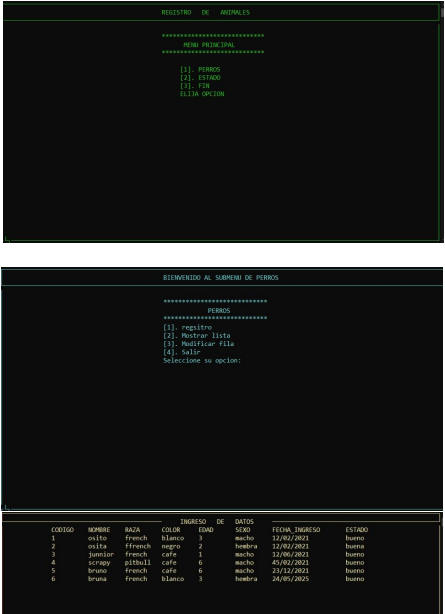 REGISTRO DE ANIMALES
****************************
MENU PRINCIPAL
****************************
[1]. PERROS
[2]. ESTADO
[3]. FIN
ELIJA OPCION
BIENVENIDO AL SUBMENU DE PERROS
****************************
PERROS
****************************
[1]. regsitro
[2]. Mostrar lista
[3]. Modificar fila
[4]. Salir
Seleccione su opcion:
INGRESO DE DATOS
CODIGO NOMBRE RAZA COLOR EDAD SEXO FECHA_INGRESO ESTADO
1 osito french blanco 3 macho 12/02/2021 bueno
2 osita ffrench negro 2 hembra 12/02/2021 buena
3 junnior french cafe 1 macho 12/06/2021 bueno
4 scrapy pitbull cafe 6 macho 45/02/2021 bueno
5 bruno french cafe 6 macho 23/12/2021 bueno
6 bruna french blanco 3 hembra 24/05/2025 bueno